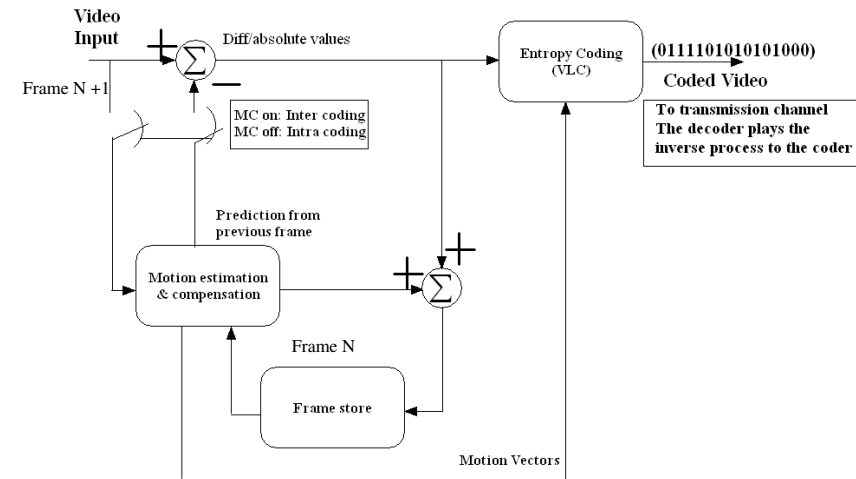 Video
Input
Diff/absolute values
Entropy Coding
(VLC)
(0111101010101000)
Coded Video
Frame N +1
MC on: Inter coding
MC off: Intra coding
To transmission channel
The decoder plays the
inverse process to the coder
Prediction from
previous frame
Motion estimation
& compensation
Frame N
Frame store
Motion Vectors
+
Σ
−
+
+
Σ